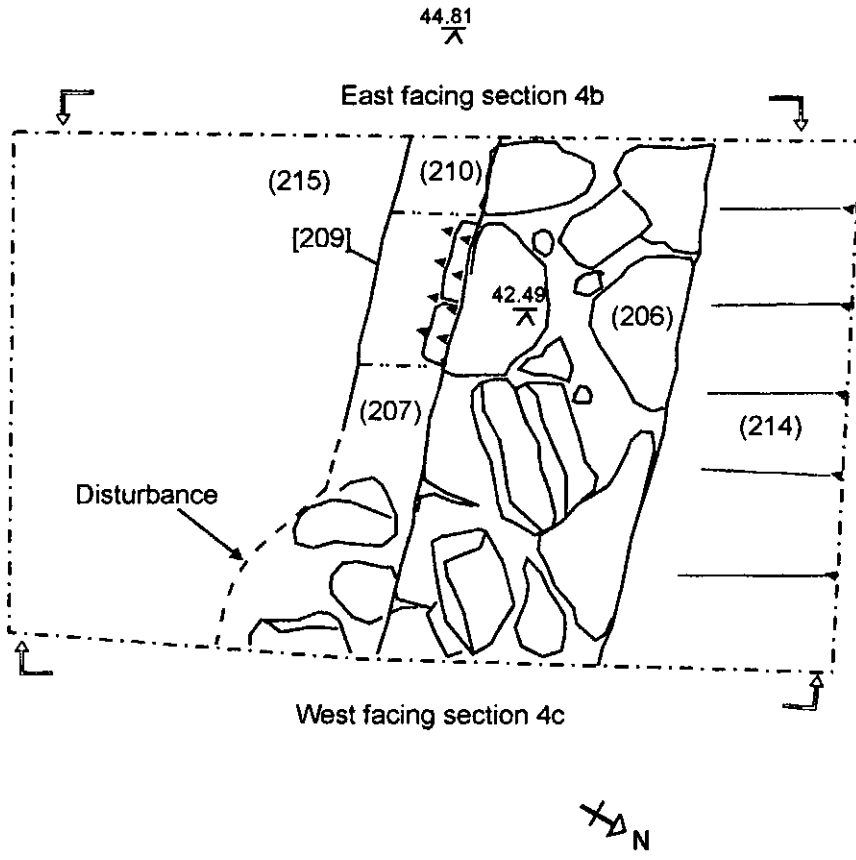 44.81
East facing section 4b
(215)
(210)
[209]
42.49
(206)
(207)
(214)
Disturbance
West facing section 4c
N